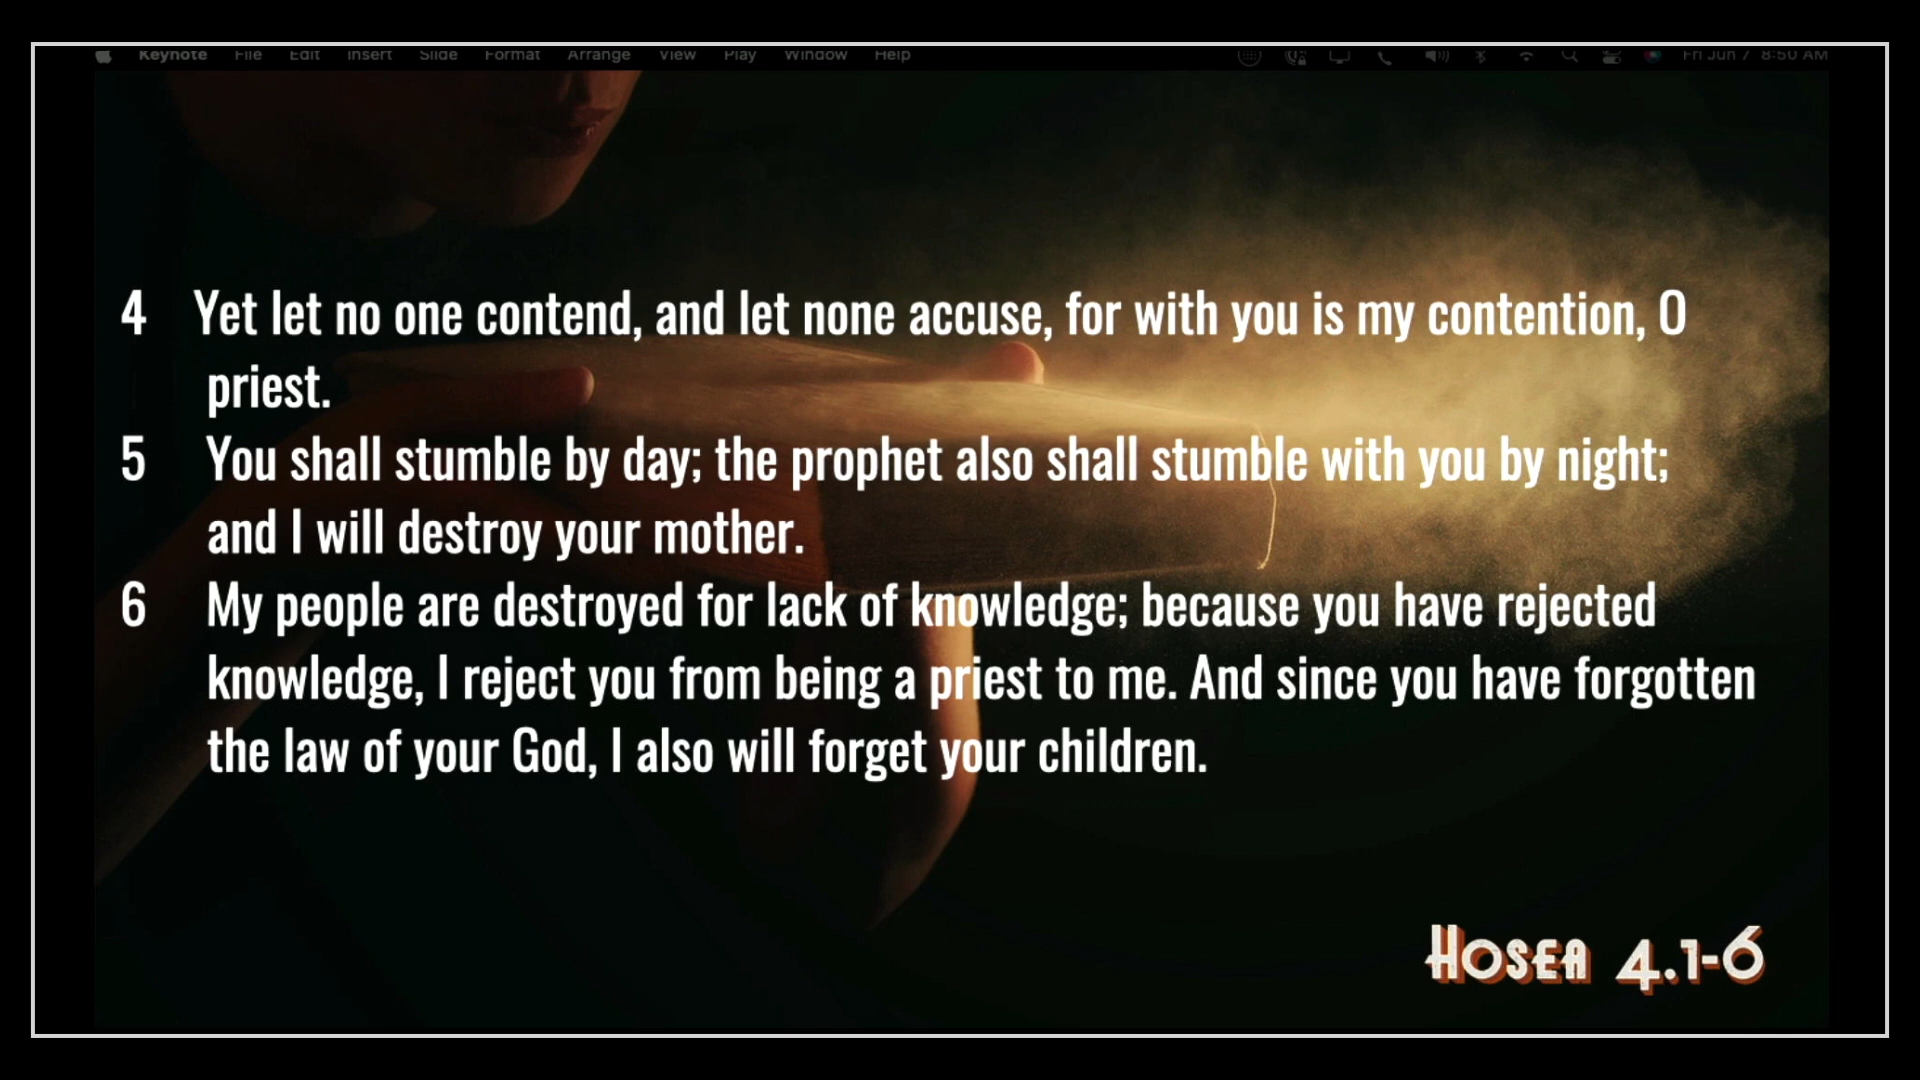 Keynote File Edit Insert Slide Format Arrange View Play Window Help Fri Jun 7 8:50 AM
4 Yet let no one contend, and let none accuse, for with you is my contention, O
priest.
5 You shall stumble by day; the prophet also shall stumble with you by night;
and I will destroy your mother.
6 My people are destroyed for lack of knowledge; because you have rejected
knowledge, I reject you from being a priest to me. And since you have forgotten
the law of your God, I also will forget your children.
Hosea 4.1-6